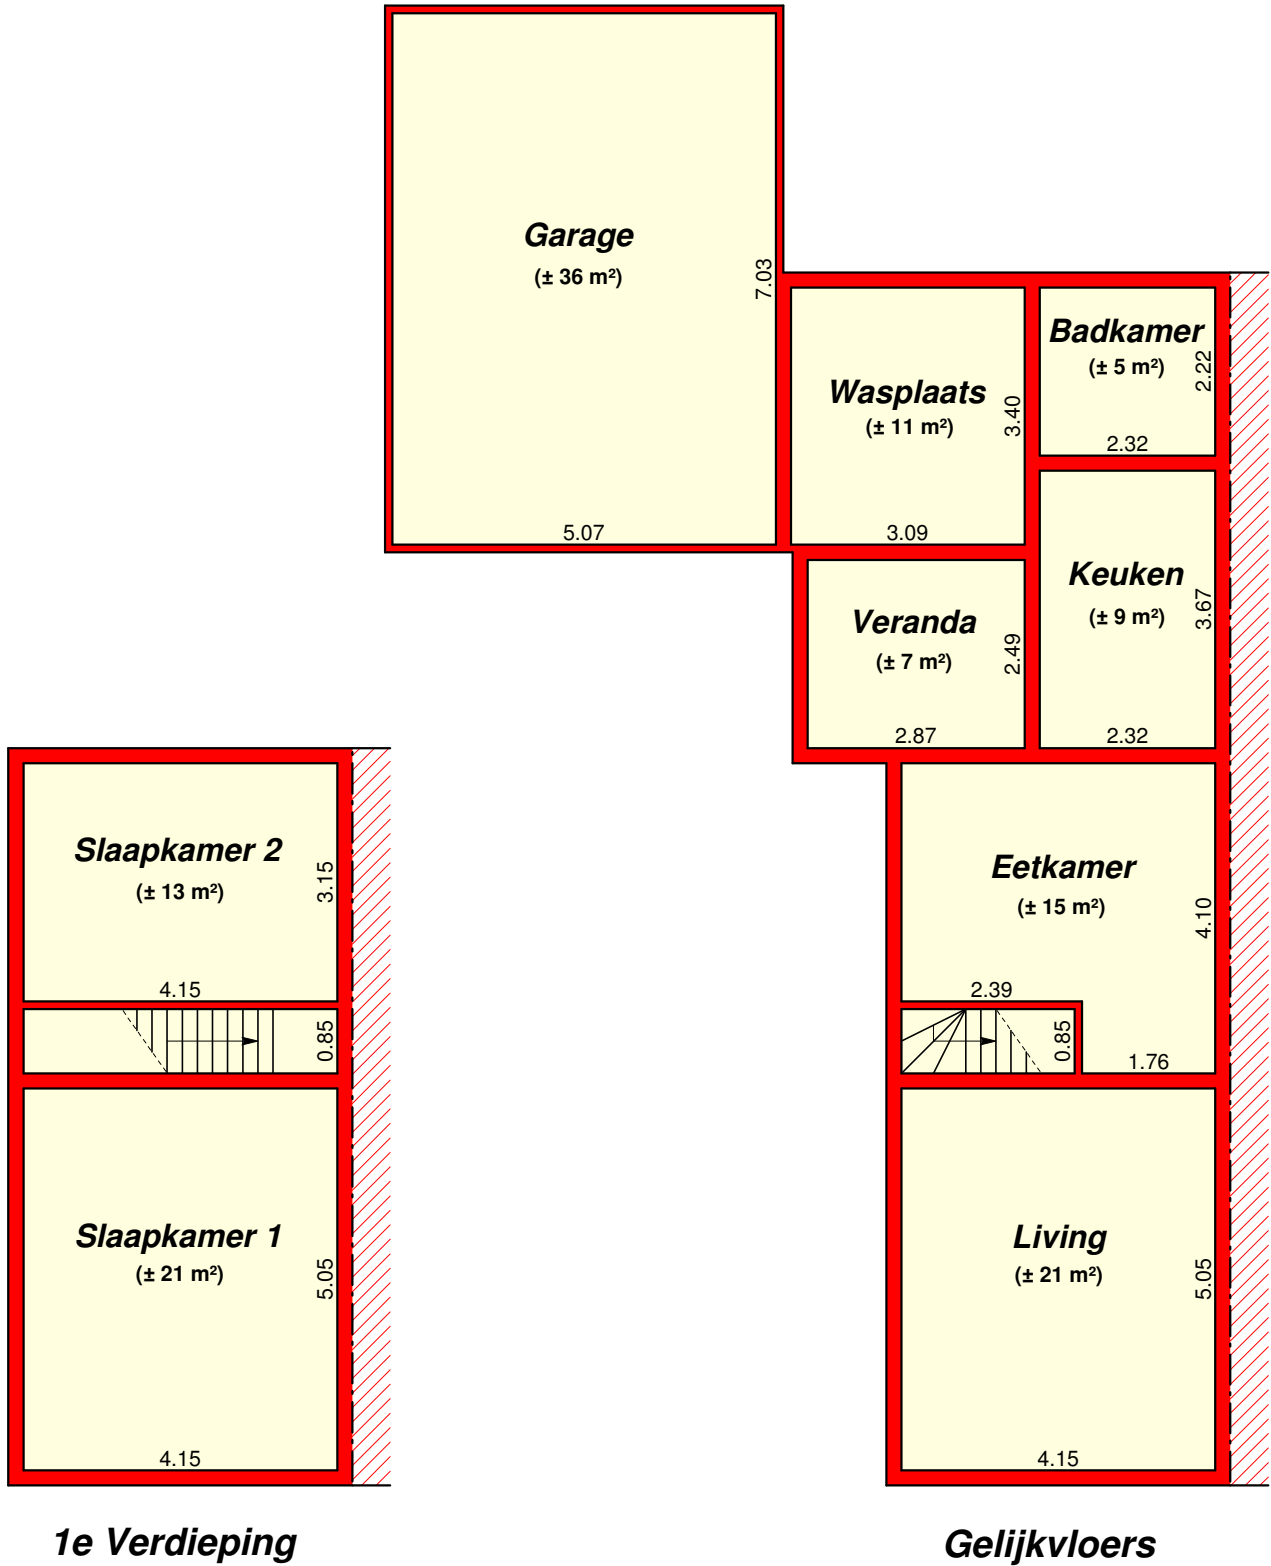 Garage
(± 36 m²)
7.03
5.07
Wasplaats
(± 11 m²)
3.40
3.09
Badkamer
(± 5 m²)
2.22
2.32
Keuken
(± 9 m²)
3.67
2.32
Veranda
(± 7 m²)
2.49
2.87
Slaapkamer 2
(± 13 m²)
3.15
4.15
0.85
Slaapkamer 1
(± 21 m²)
5.05
4.15
1e Verdieping
Eetkamer
(± 15 m²)
4.10
2.39
0.85
1.76
Living
(± 21 m²)
5.05
4.15
Gelijkvloers